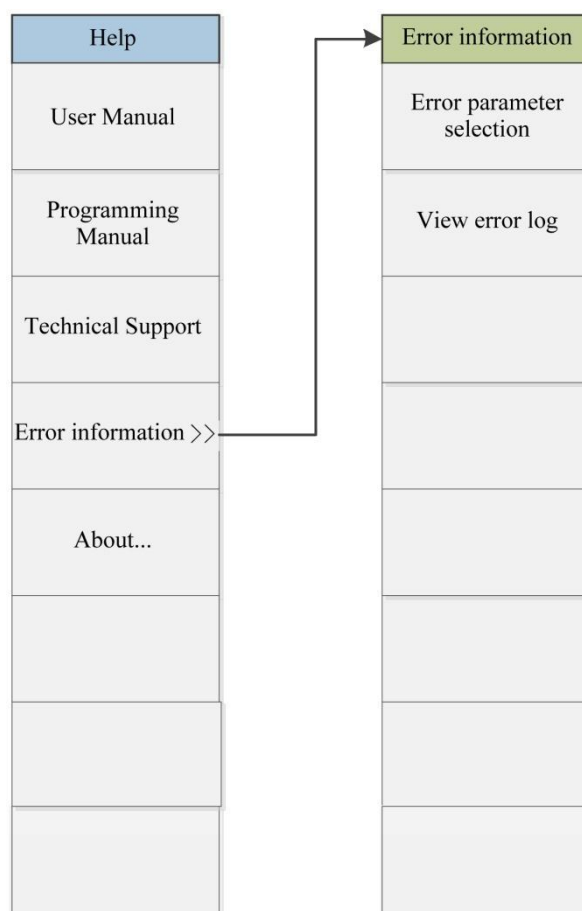 Help
User Manual
Programming
Manual
Technical Support
Error information >>
About...
Error information
Error parameter
selection
View error log